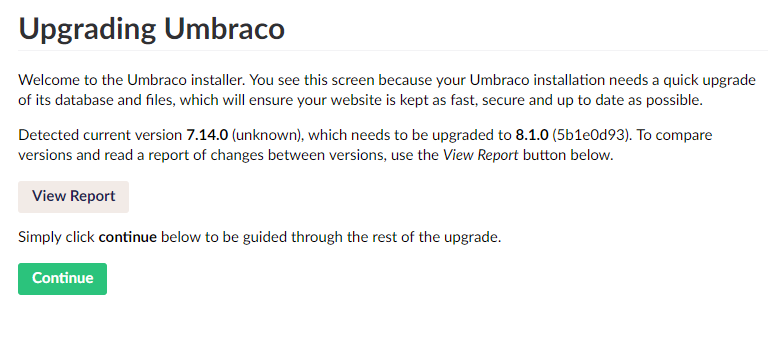 Upgrading Umbraco
Welcome to the Umbraco installer. You see this screen because your Umbraco installation needs a quick upgrade
of its database and files, which will ensure your website is kept as fast, secure and up to date as possible.
Detected current version 7.14.0 (unknown), which needs to be upgraded to 8.1.0 (5b1e0d93). To compare
versions and read a report of changes between versions, use the View Report button below.
View Report
Simply click continue below to be guided through the rest of the upgrade.
Continue